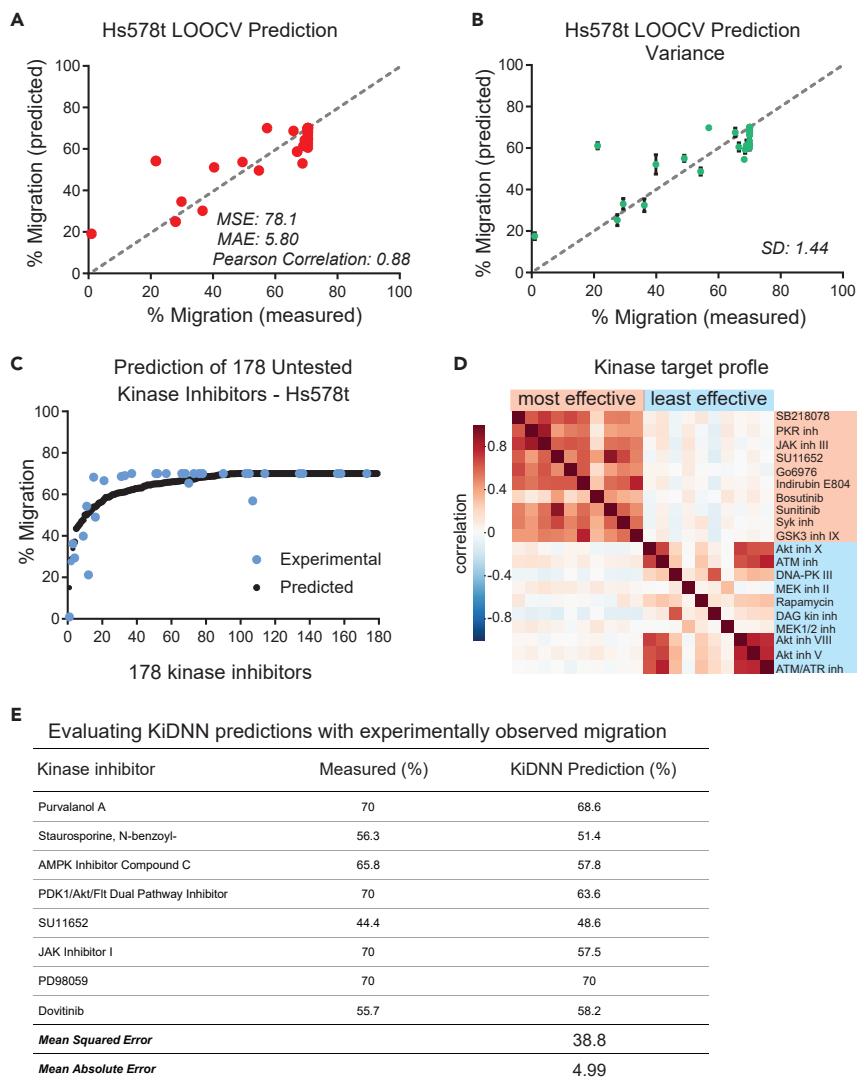 A
Hs578t LOOCV Prediction
% Migration (predicted)
100
80
60
40
20
0
0
20
40
60
80
100
MSE: 78.1
MAE: 5.80
Pearson Correlation: 0.88
% Migration (measured)
B
Hs578t LOOCV Prediction
Variance
% Migration (predicted)
100
80
60
40
20
0
0
20
40
60
80
100
SD: 1.44
% Migration (measured)
C
Prediction of 178 Untested
Kinase Inhibitors - Hs578t
% Migration
100
80
60
40
20
0
Experimental
Predicted
0
20
40
60
80
100
120
140
160
180
178 kinase inhibitors
D
Kinase target profle
most effective
least effective
correlation
0.8
0.4
0
-0.4
-0.8
SB218078
PKR inh
JAK inh III
SU11652
Go6976
Indirubin E804
Bosutinib
Sunitinib
Syk inh
GSK3 inh IX
Akt inh X
ATM inh
DNA-PK III
MEK inh II
Rapamycin
DAG kin inh
MEK1/2 inh
Akt inh VIII
Akt inh V
ATM/ATR inh
E
Evaluating KiDNN predictions with experimentally observed migration
Kinase inhibitor Measured (%) KiDNN Prediction (%)
Purvalanol A 70 68.6
Staurosporine, N-benzoyl- 56.3 51.4
AMPK Inhibitor Compound C 65.8 57.8
PDK1/Akt/Flt Dual Pathway Inhibitor 70 63.6
SU11652 44.4 48.6
JAK Inhibitor I 70 57.5
PD98059 70 70
Dovitinib 55.7 58.2
Mean Squared Error 38.8
Mean Absolute Error 4.99